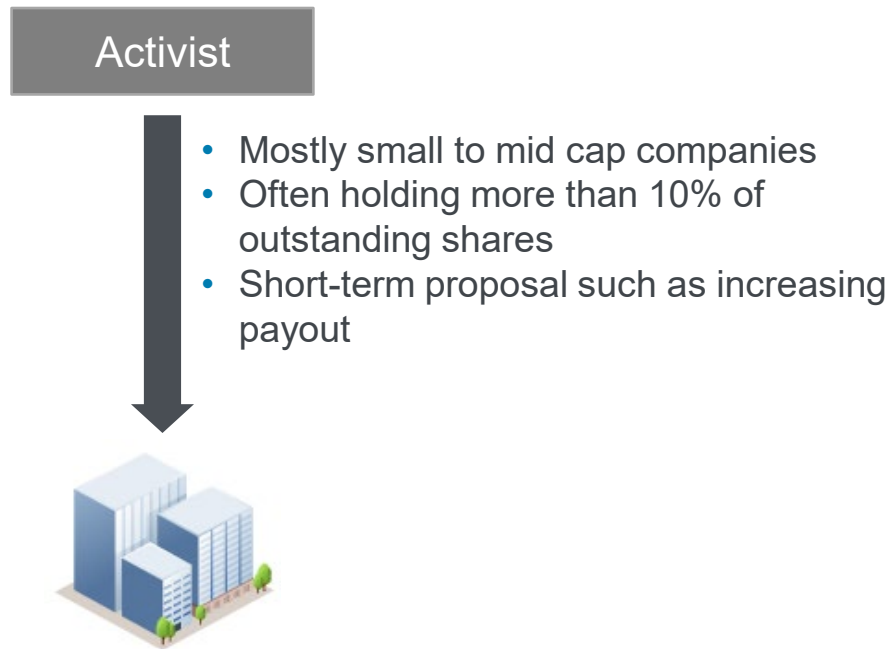 Activist
• Mostly small to mid cap companies
• Often holding more than 10% of
outstanding shares
• Short-term proposal such as increasing
payout